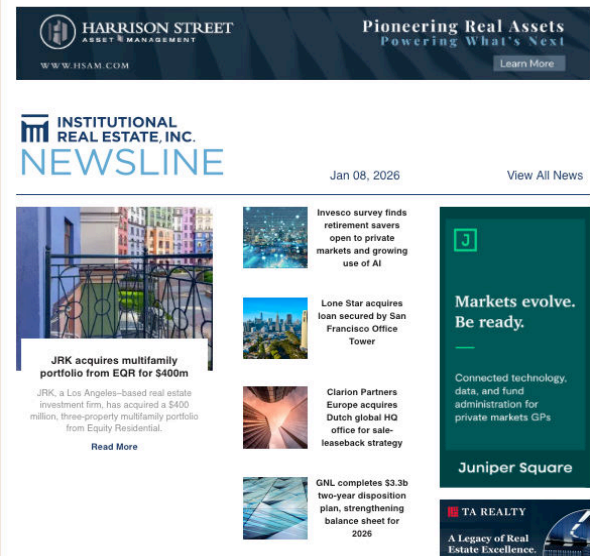 HARRISON STREET
ASSET MANAGEMENT
WWW.HSAM.COM
Pioneering Real Assets
Powering What's Next
Learn More
INSTITUTIONAL
REAL ESTATE, INC.
NEWSLINE
Jan 08, 2026
View All News
JRK acquires multifamily
portfolio from EQR for $400m
JRK, a Los Angeles–based real estate
investment firm, has acquired a $400
million, three-property multifamily portfolio
from Equity Residential.
Read More
Invesco survey finds
retirement savers
open to private
markets and growing
use of AI
Lone Star acquires
loan secured by San
Francisco Office
Tower
Clarion Partners
Europe acquires
Dutch global HQ
office for sale-
leaseback strategy
GNL completes $3.3b
two-year disposition
plan, strengthening
balance sheet for
2026
J
Markets evolve.
Be ready.
Connected technology,
data, and fund
administration for
private markets GPs
Juniper Square
TA REALTY
A Legacy of Real
Estate Excellence.